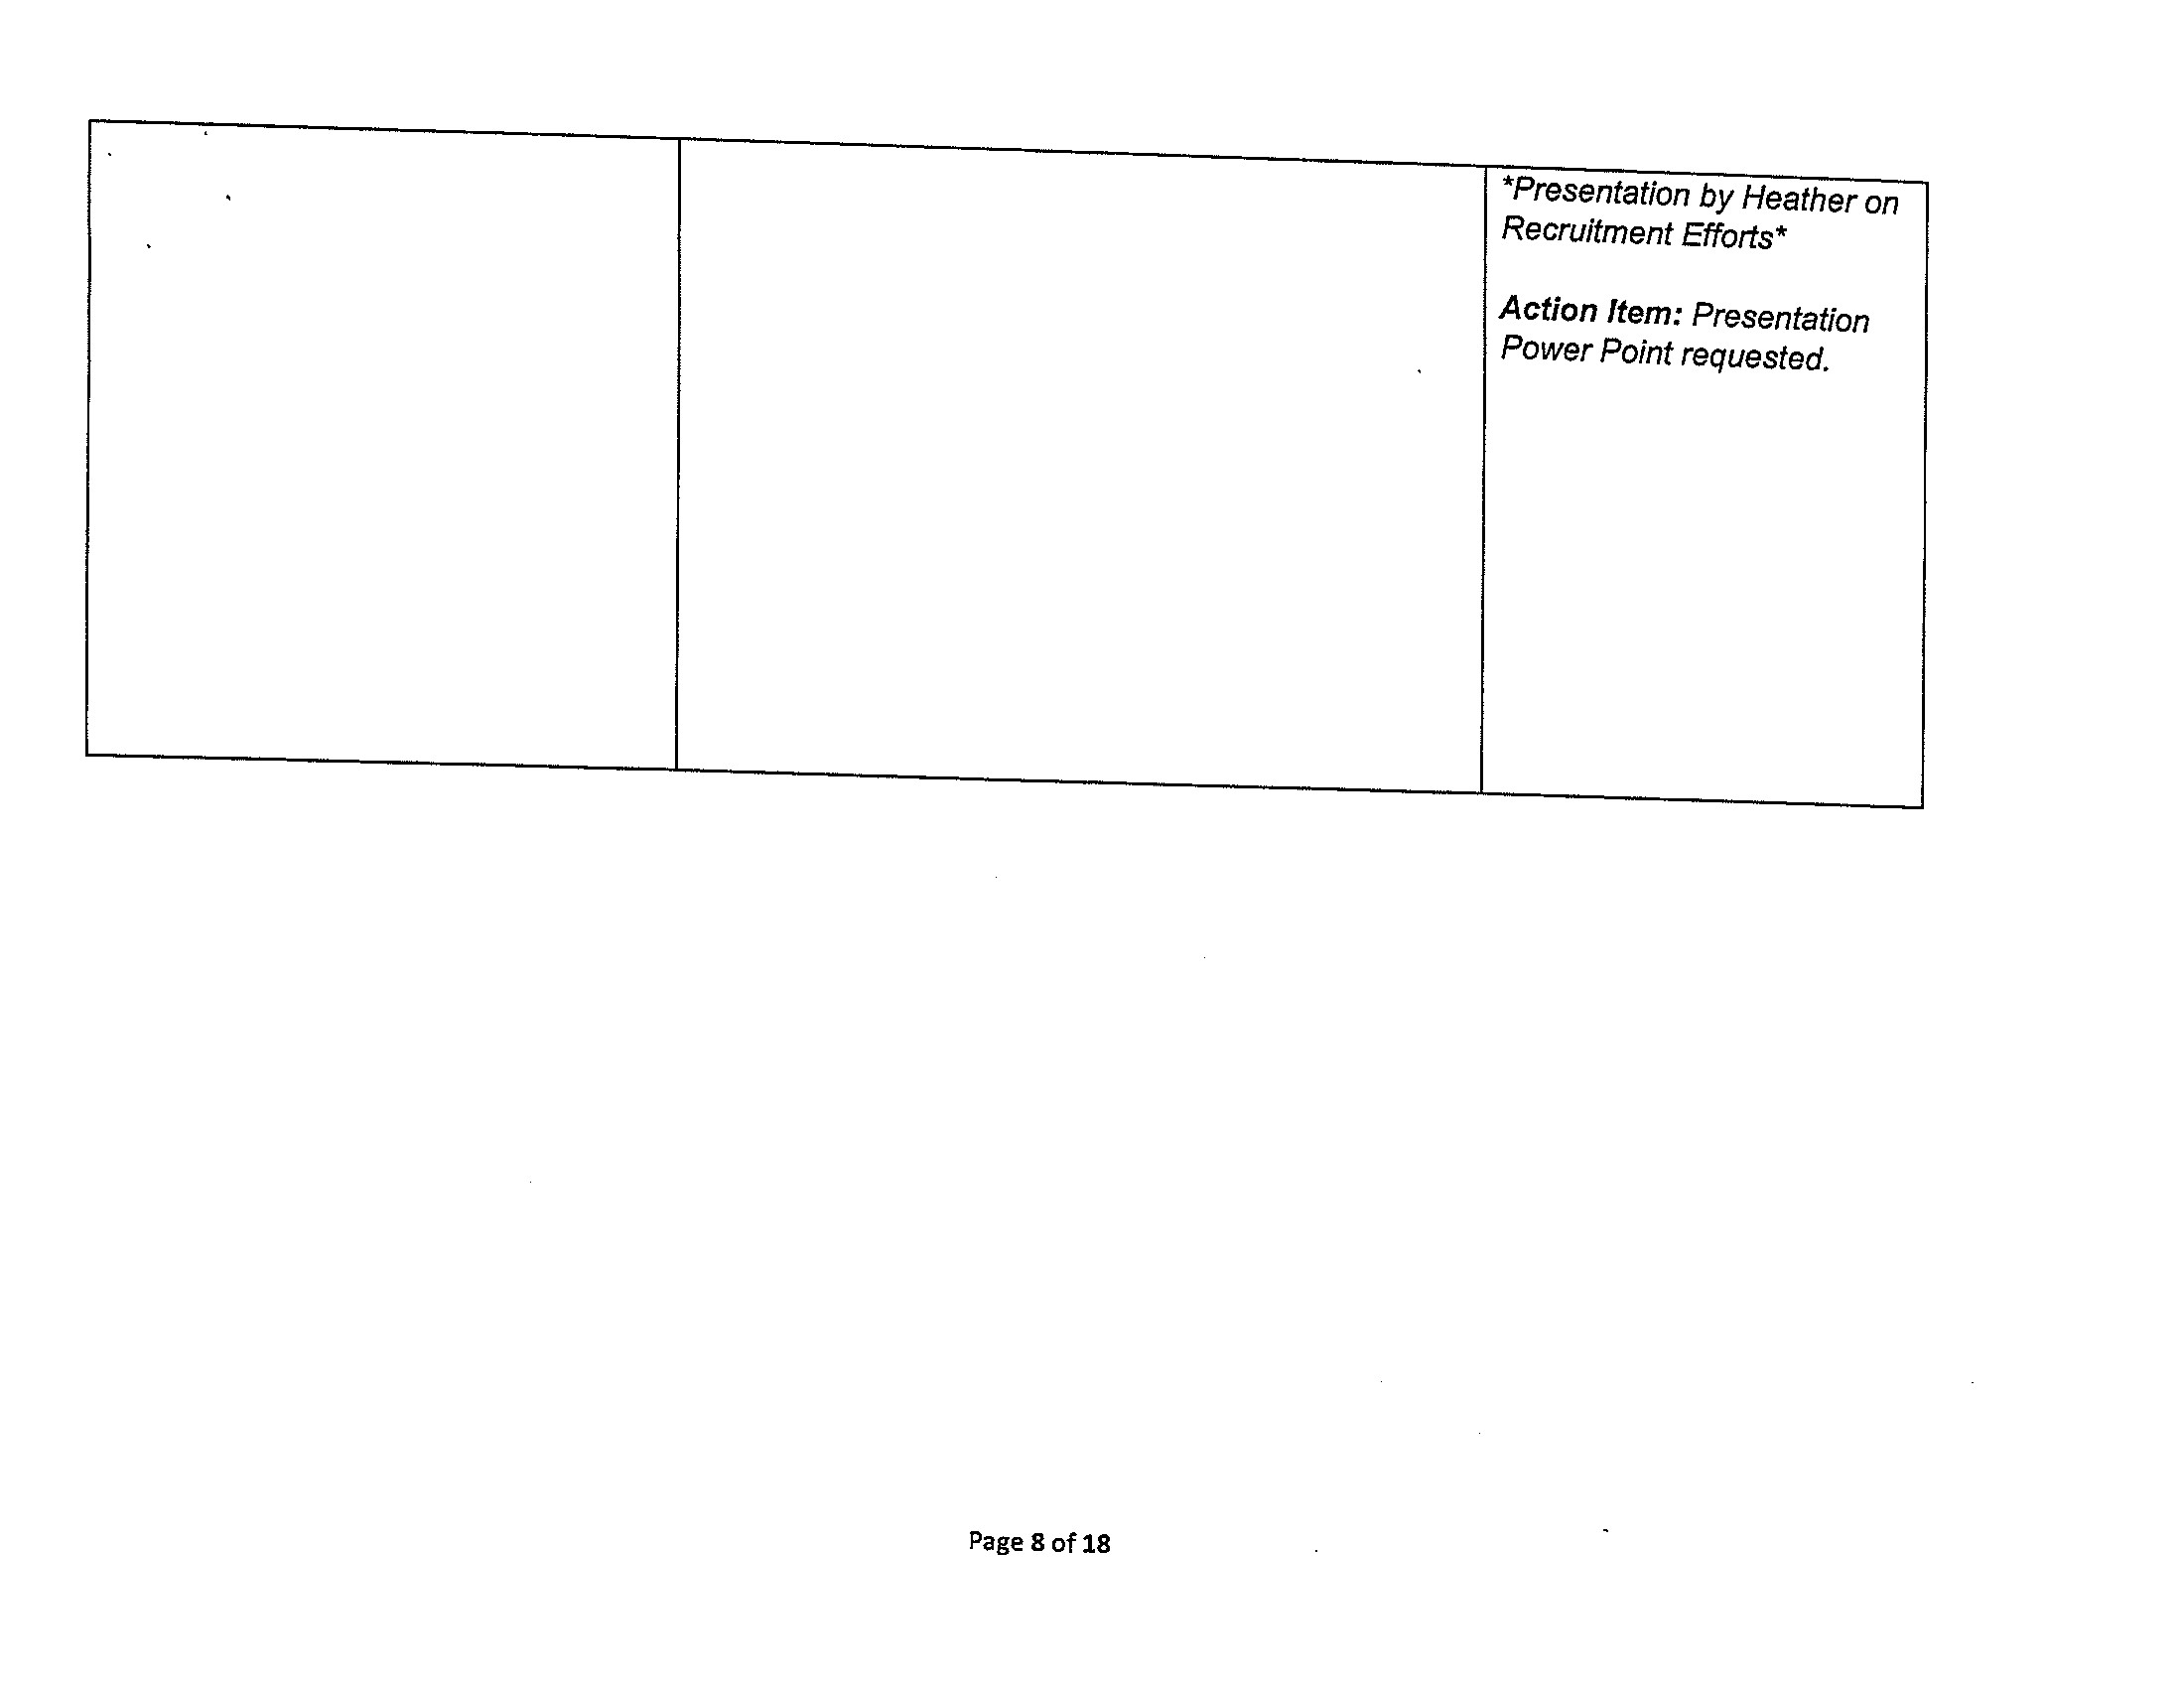 *Presentation by Heather on
Recruitment Efforts*
Action Item: Presentation
Power Point requested.
Page 8 of 18